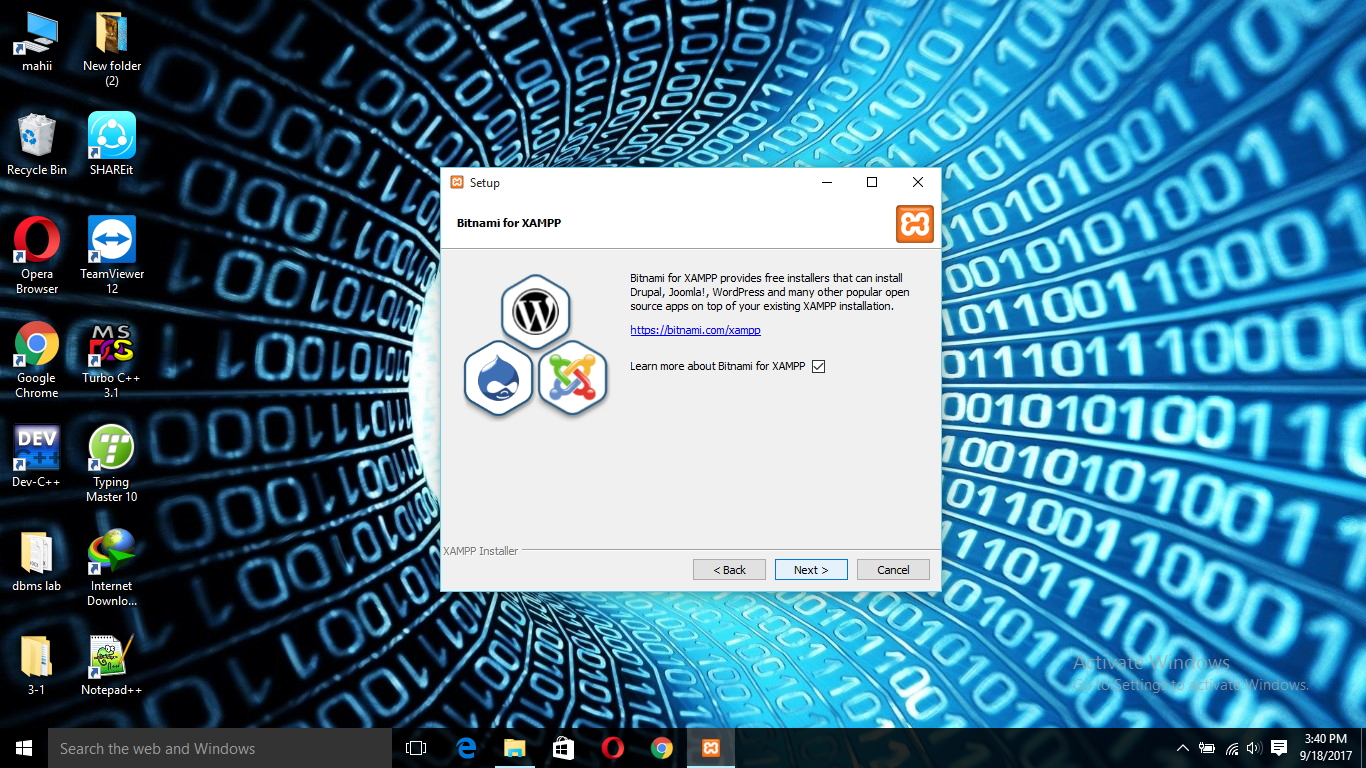 mahii
New folder
(2)
Recycle Bin
SHAREit
Opera
Browser
TeamViewer
12
Google
Chrome
MS
DOS
Turbo C++
3.1
DEV
C++
Dev-C++
Typing
Master 10
dbms lab
Internet
Downlo...
3-1
Notepad++
Setup
Bitnami for XAMPP
Bitnami for XAMPP provides free installers that can install
Drupal, Joomla!, WordPress and many other popular open
source apps on top of your existing XAMPP installation.
https://bitnami.com/xampp
Learn more about Bitnami for XAMPP
XAMPP Installer
< Back
Next >
Cancel
Activate Windows
Go to Settings to activate Windows.
Search the web and Windows
3:40 PM
9/18/2017